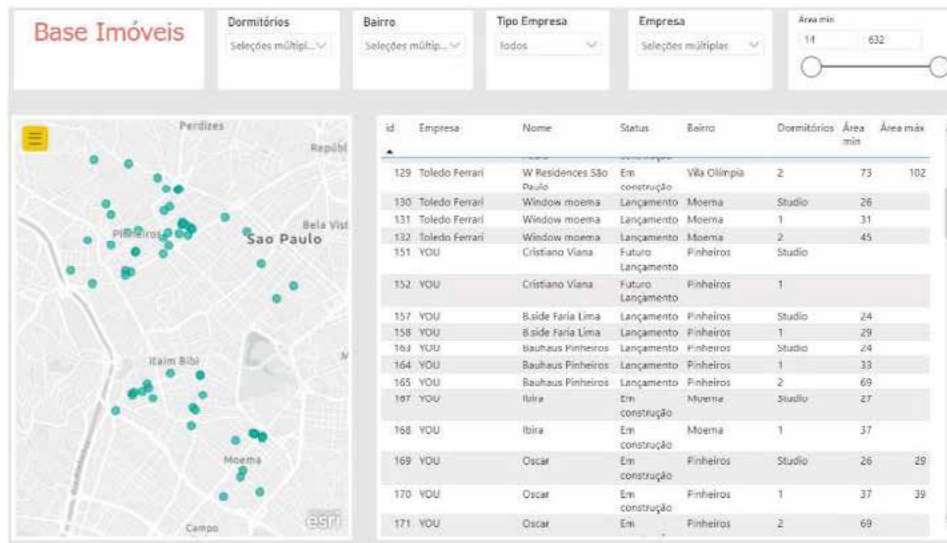 Base Imóveis
Dormitórios
Seleções múltipl...
Bairro
Seleções múltip...
Tipo Empresa
Todos
Empresa
Seleções múltiplas
Área min
14 632
Perdizes
Repúbl
Bela Vist
Pinheiros
Sao Paulo
Itaim Bibi
M
Moema
Campo
esri
id Empresa Nome Status Bairro Dormitórios Área min Área máx
129 Toledo Ferrari W Residences São Paulo Em construção Vila Olímpia 2 73 102
130 Toledo Ferrari Window moema Lançamento Moema Studio 26
131 Toledo Ferrari Window moema Lançamento Moema 1 31
132 Toledo Ferrari Window moema Lançamento Moema 2 45
151 YOU Cristiano Viana Futuro Lançamento Pinheiros Studio
152 YOU Cristiano Viana Futuro Lançamento Pinheiros 1
157 YOU B.side Faria Lima Lançamento Pinheiros Studio 24
158 YOU B.side Faria Lima Lançamento Pinheiros 1 29
163 YOU Bauhaus Pinheiros Lançamento Pinheiros Studio 24
164 YOU Bauhaus Pinheiros Lançamento Pinheiros 1 33
165 YOU Bauhaus Pinheiros Lançamento Pinheiros 2 69
167 YOU Ibira Em construção Moema Studio 27
168 YOU Ibira Em construção Moema 1 37
169 YOU Oscar Em construção Pinheiros Studio 26 29
170 YOU Oscar Em construção Pinheiros 1 37 39
171 YOU Oscar Em Pinheiros 2 69